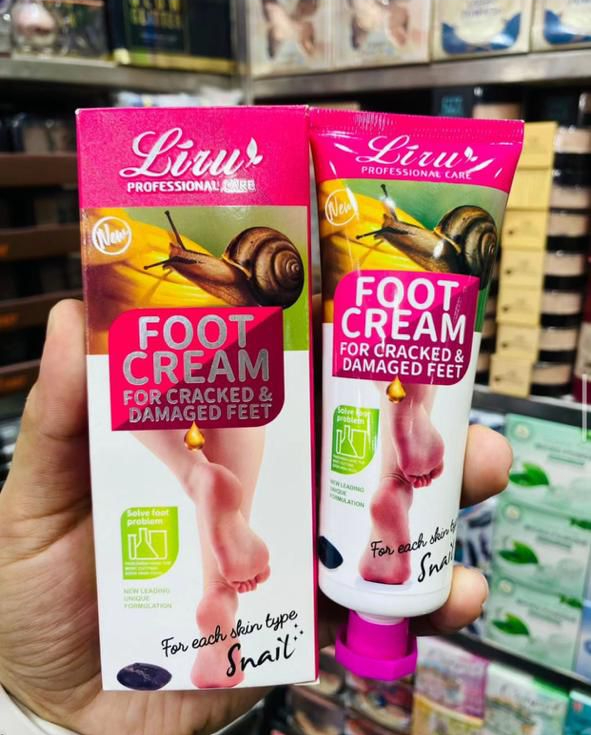 Liru
PROFESSIONAL CARE
New
FOOT
CREAM
FOR CRACKED &
DAMAGED FEET
Solve foot
problem
NEW LEADING
UNIQUE
FORMULATION
For each skin type
Snail
Liru
PROFESSIONAL CARE
New
FOOT
CREAM
FOR CRACKED &
DAMAGED FEET
Solve foot
problem
NEW LEADING
UNIQUE
FORMULATION
For each skin
Snail